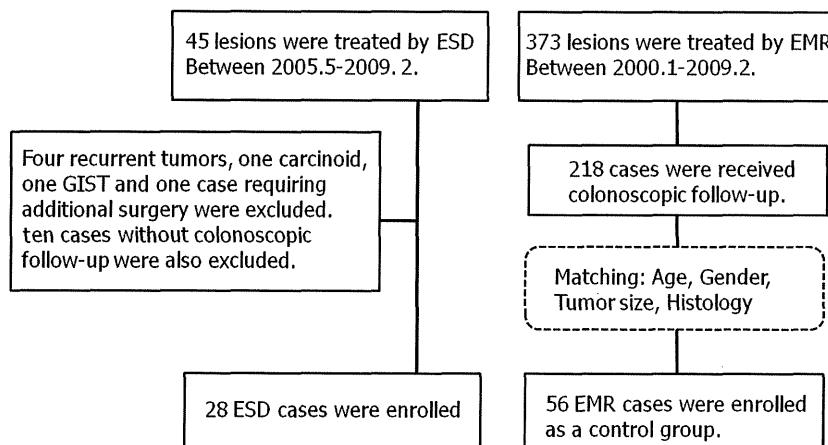 45 lesions were treated by ESD
Between 2005.5-2009. 2.
373 lesions were treated by EMR
Between 2000.1-2009.2.
Four recurrent tumors, one carcinoid,
one GIST and one case requiring
additional surgery were excluded.
ten cases without colonoscopic
follow-up were also excluded.
218 cases were received
colonoscopic follow-up.
Matching: Age, Gender,
Tumor size, Histology
28 ESD cases were enrolled
56 EMR cases were enrolled
as a control group.